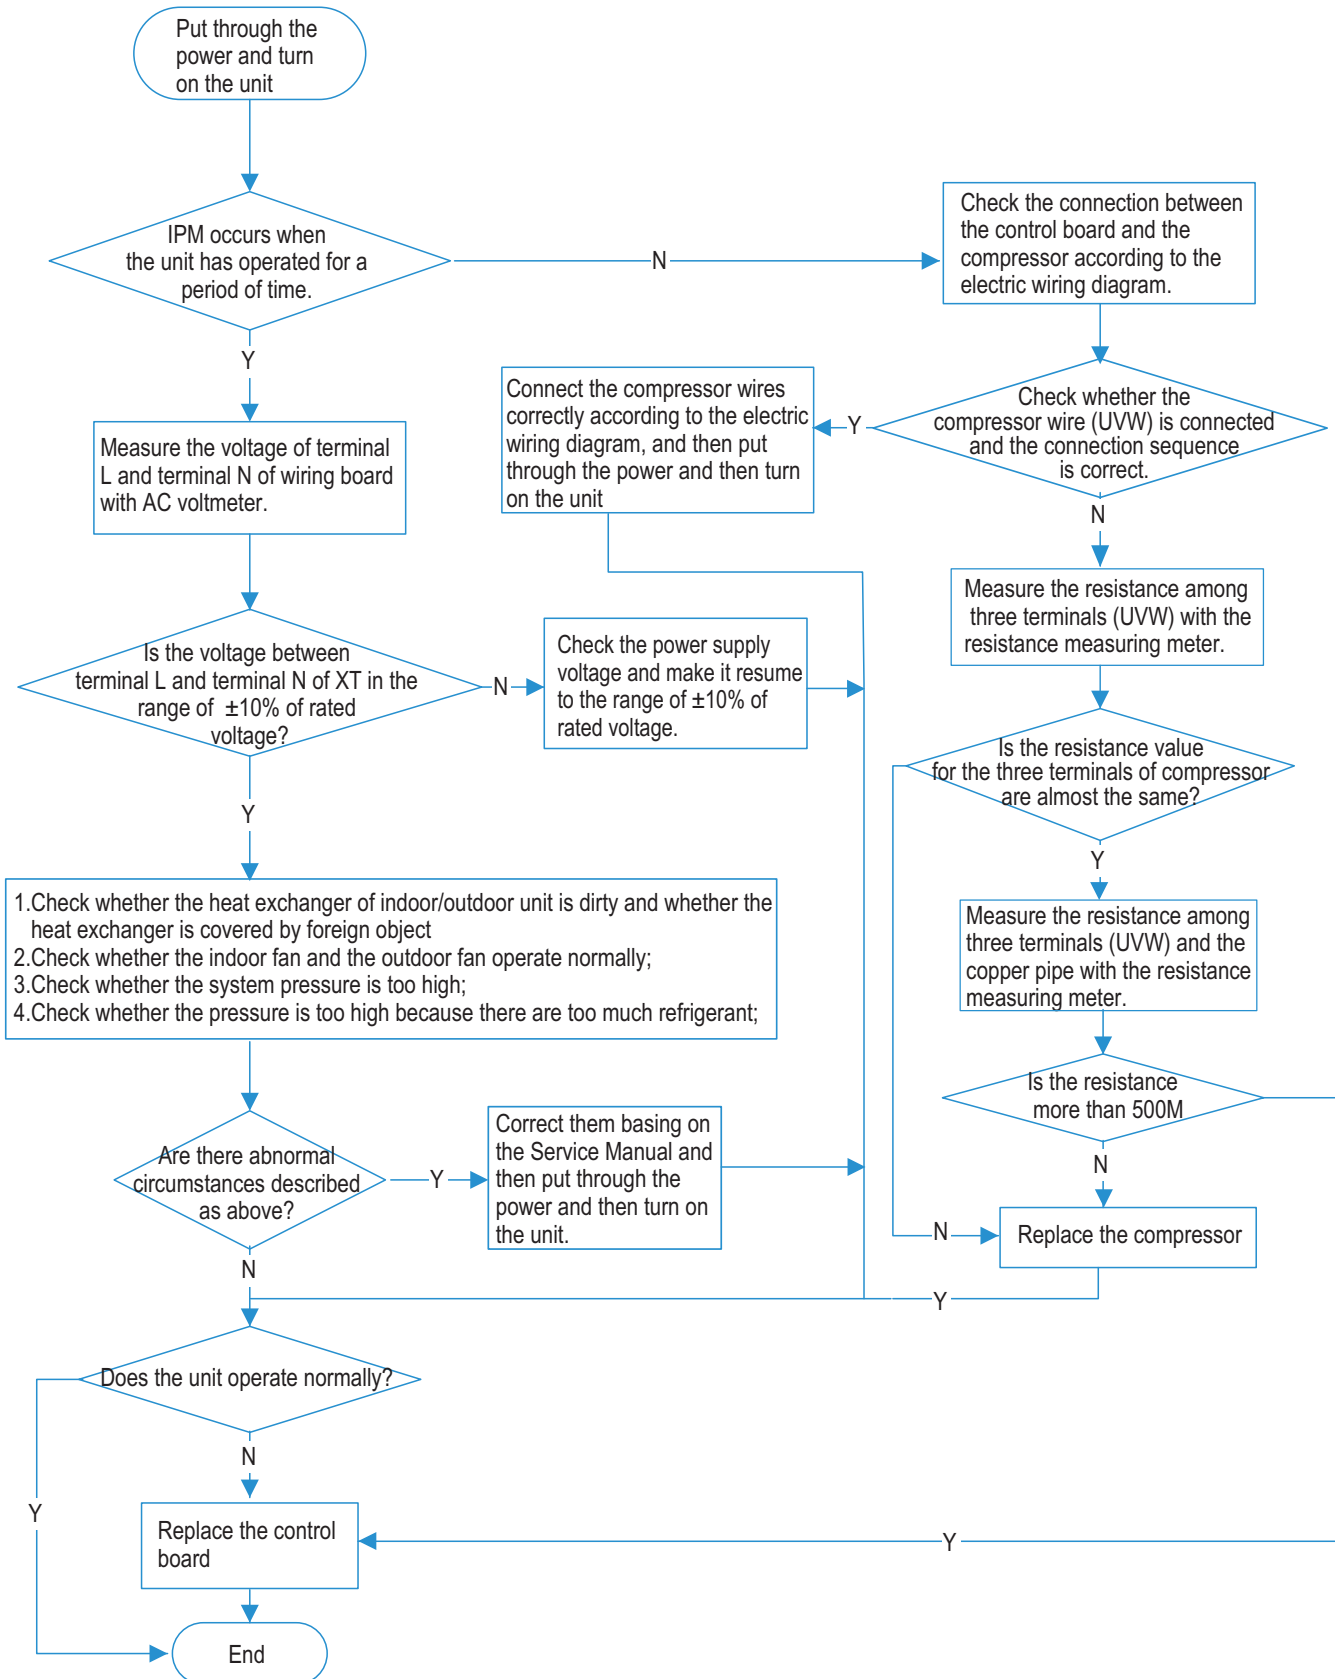 Put through the
power and turn
on the unit
IPM occurs when
the unit has operated for a
period of time.
N
Check the connection between
the control board and the
compressor according to the
electric wiring diagram.
Y
Connect the compressor wires
correctly according to the electric
wiring diagram, and then put
through the power and then turn
on the unit
Y
Check whether the
compressor wire (UVW) is connected
and the connection sequence
is correct.
Measure the voltage of terminal
L and terminal N of wiring board
with AC voltmeter.
N
Measure the resistance among
three terminals (UVW) with the
resistance measuring meter.
Is the voltage between
terminal L and terminal N of XT in the
range of ±10% of rated
voltage?
N
Check the power supply
voltage and make it resume
to the range of ±10% of
rated voltage.
Is the resistance value
for the three terminals of compressor
are almost the same?
Y
Y
1.Check whether the heat exchanger of indoor/outdoor unit is dirty and whether the
heat exchanger is covered by foreign object
2.Check whether the indoor fan and the outdoor fan operate normally;
3.Check whether the system pressure is too high;
4.Check whether the pressure is too high because there are too much refrigerant;
Measure the resistance among
three terminals (UVW) and the
copper pipe with the resistance
measuring meter.
Is the resistance
more than 500M
Are there abnormal
circumstances described
as above?
Y
Correct them basing on
the Service Manual and
then put through the
power and then turn on
the unit.
N
N
Replace the compressor
N
Y
Does the unit operate normally?
N
Y
Replace the control
board
Y
End